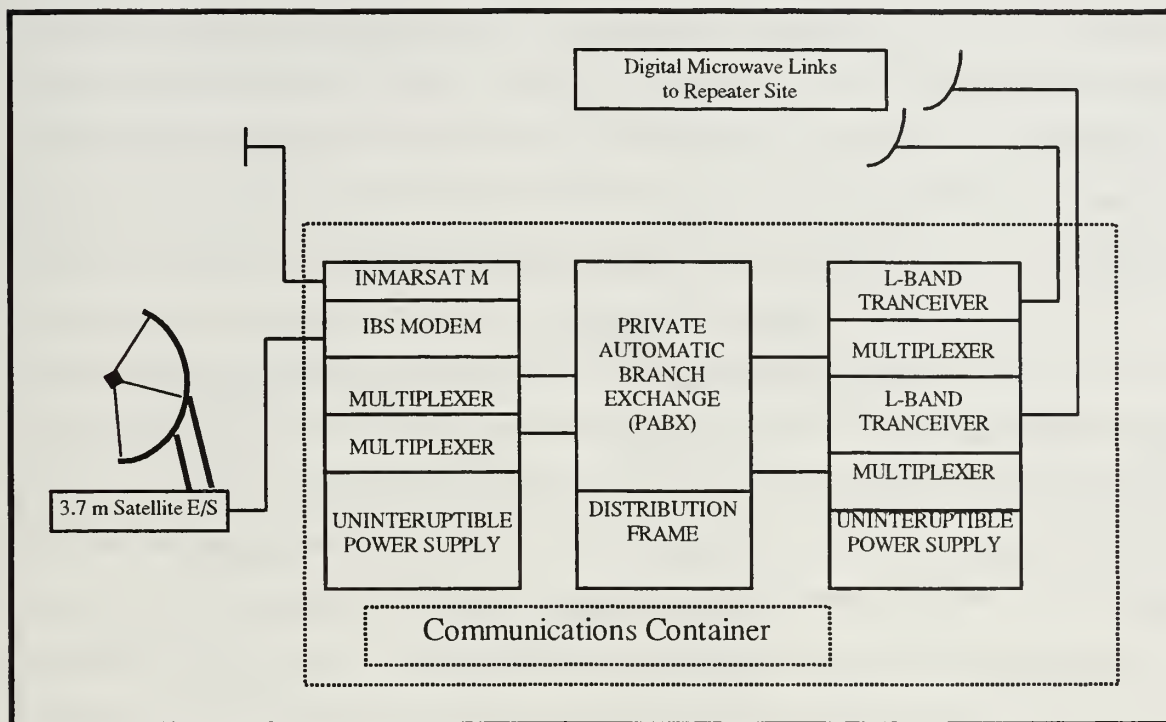 Digital Microwave Links
to Repeater Site
INMARSAT M
IBS MODEM
MULTIPLEXER
MULTIPLEXER
UNINTERUPTIBLE
POWER SUPPLY
PRIVATE
AUTOMATIC
BRANCH
EXCHANGE
(PABX)
DISTRIBUTION
FRAME
L-BAND
TRANCEIVER
MULTIPLEXER
L-BAND
TRANCEIVER
MULTIPLEXER
UNINTERUPTIBLE
POWER SUPPLY
3.7 m Satellite E/S
Communications Container